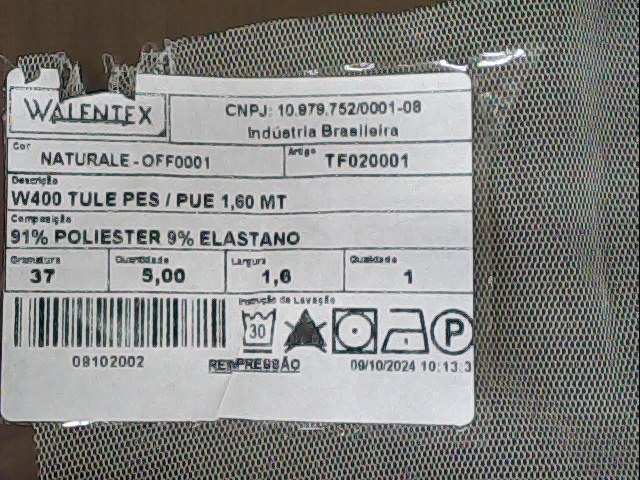 WALENTEX
CNPJ: 10.979.752/0001-08
Indústria Brasileira
Cor
NATURALE - OFF0001
Artigo
TF020001
Descrição
W400 TULE PES / PUE 1,60 MT
Composição
91% POLIESTER 9% ELASTANO
Gramatura
37
Quantidade
5,00
Largura
1,6
Qualidade
1
Instrução de Lavação
30
P
08102002
REIMPRESSÃO
09/10/2024 10:13:3